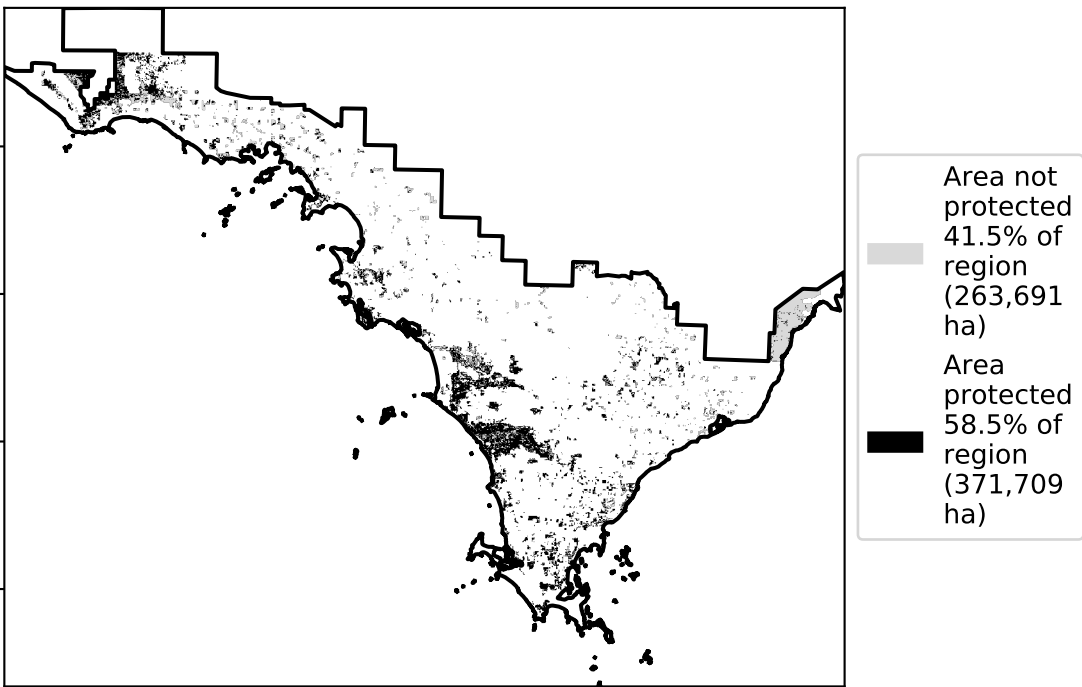 Area not
protected
41.5% of
region
(263,691
ha)
Area
protected
58.5% of
region
(371,709
ha)